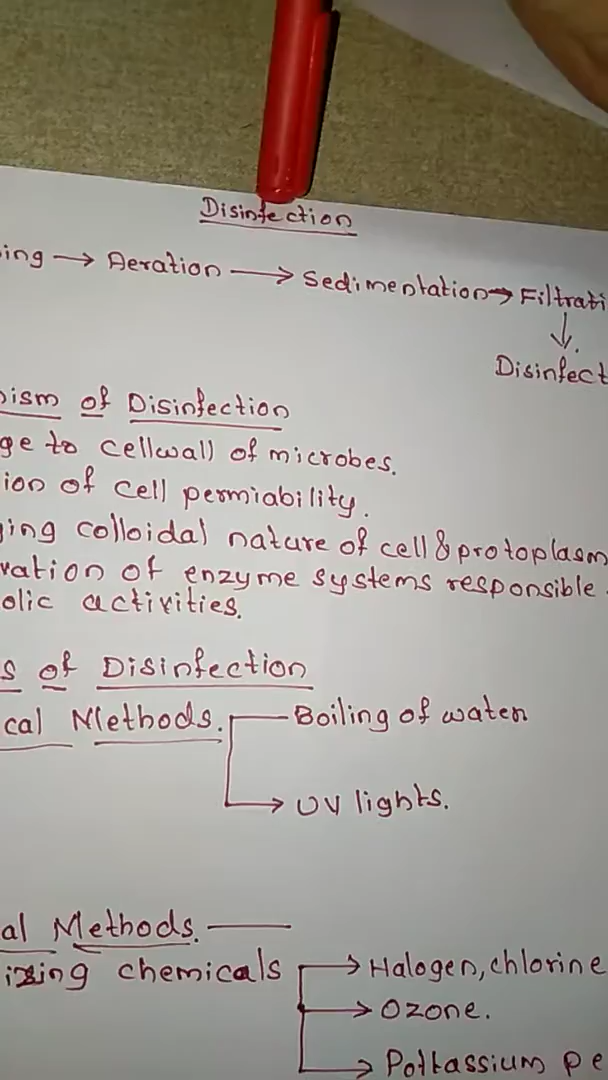 Disinfection
ing → Aeration → Sedimentation → Filtrati
↓
Disinfect
ism of Disinfection
ge to cellwall of microbes.
ion of cell permiability.
ging colloidal nature of cell & protoplasm
vation of enzyme systems responsible
olic activities.
s of Disinfection
cal Methods. Boiling of water
→ UV lights.
al Methods.
izing chemicals → Halogen, chlorine
→ Ozone.
→ Pottassium pe